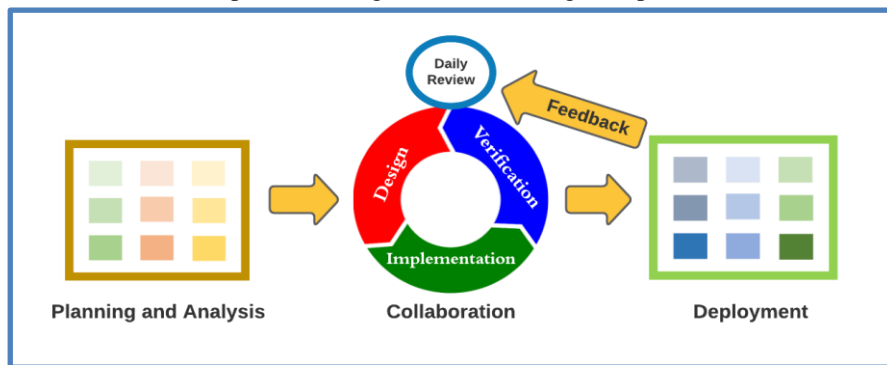 Daily
Review
Feedback
Design
Verification
Implementation
Planning and Analysis
Collaboration
Deployment